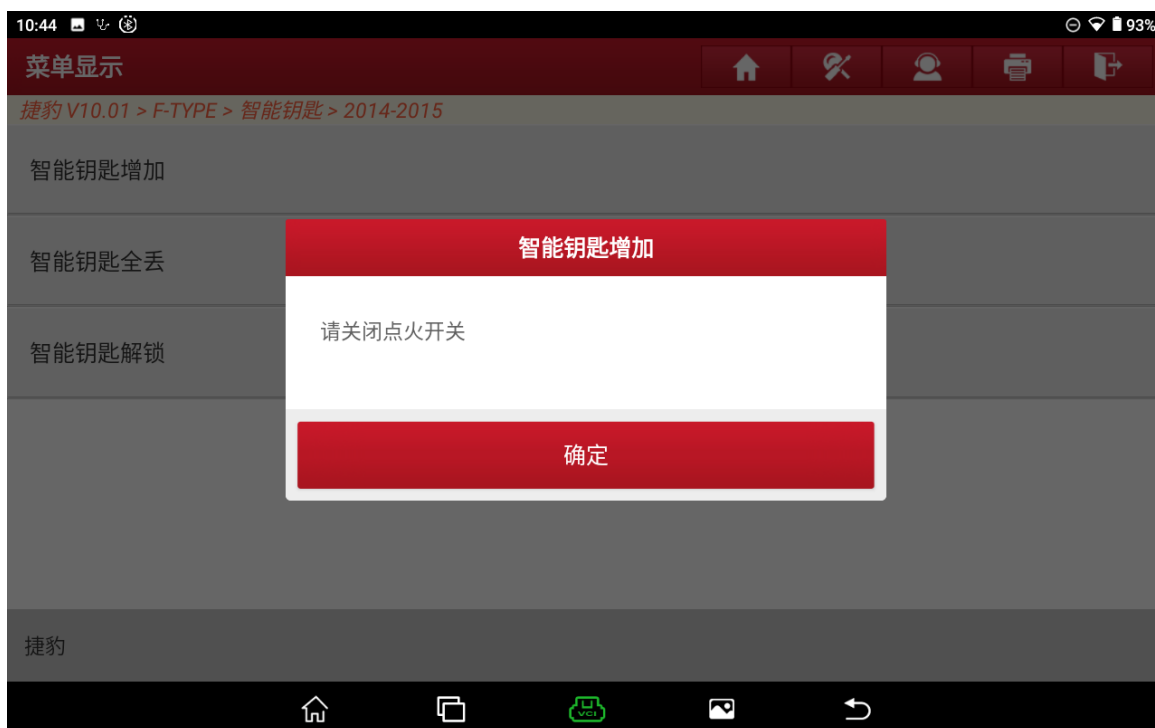 10:44
93%
菜单显示
捷豹 V10.01 > F-TYPE > 智能钥匙 > 2014-2015
智能钥匙增加
智能钥匙全丢
智能钥匙解锁
智能钥匙增加
请关闭点火开关
确定
捷豹
VCI